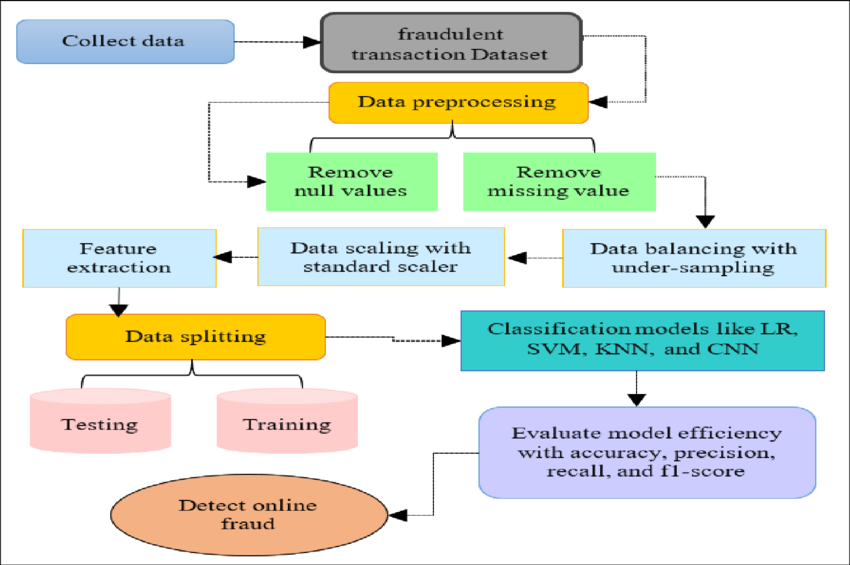 Collect data
fraudulent
transaction Dataset
Data preprocessing
Remove
null values
Remove
missing value
Feature
extraction
Data scaling with
standard scaler
Data balancing with
under-sampling
Data splitting
Classification models like LR,
SVM, KNN, and CNN
Testing
Training
Evaluate model efficiency
with accuracy, precision,
recall, and f1-score
Detect online
fraud